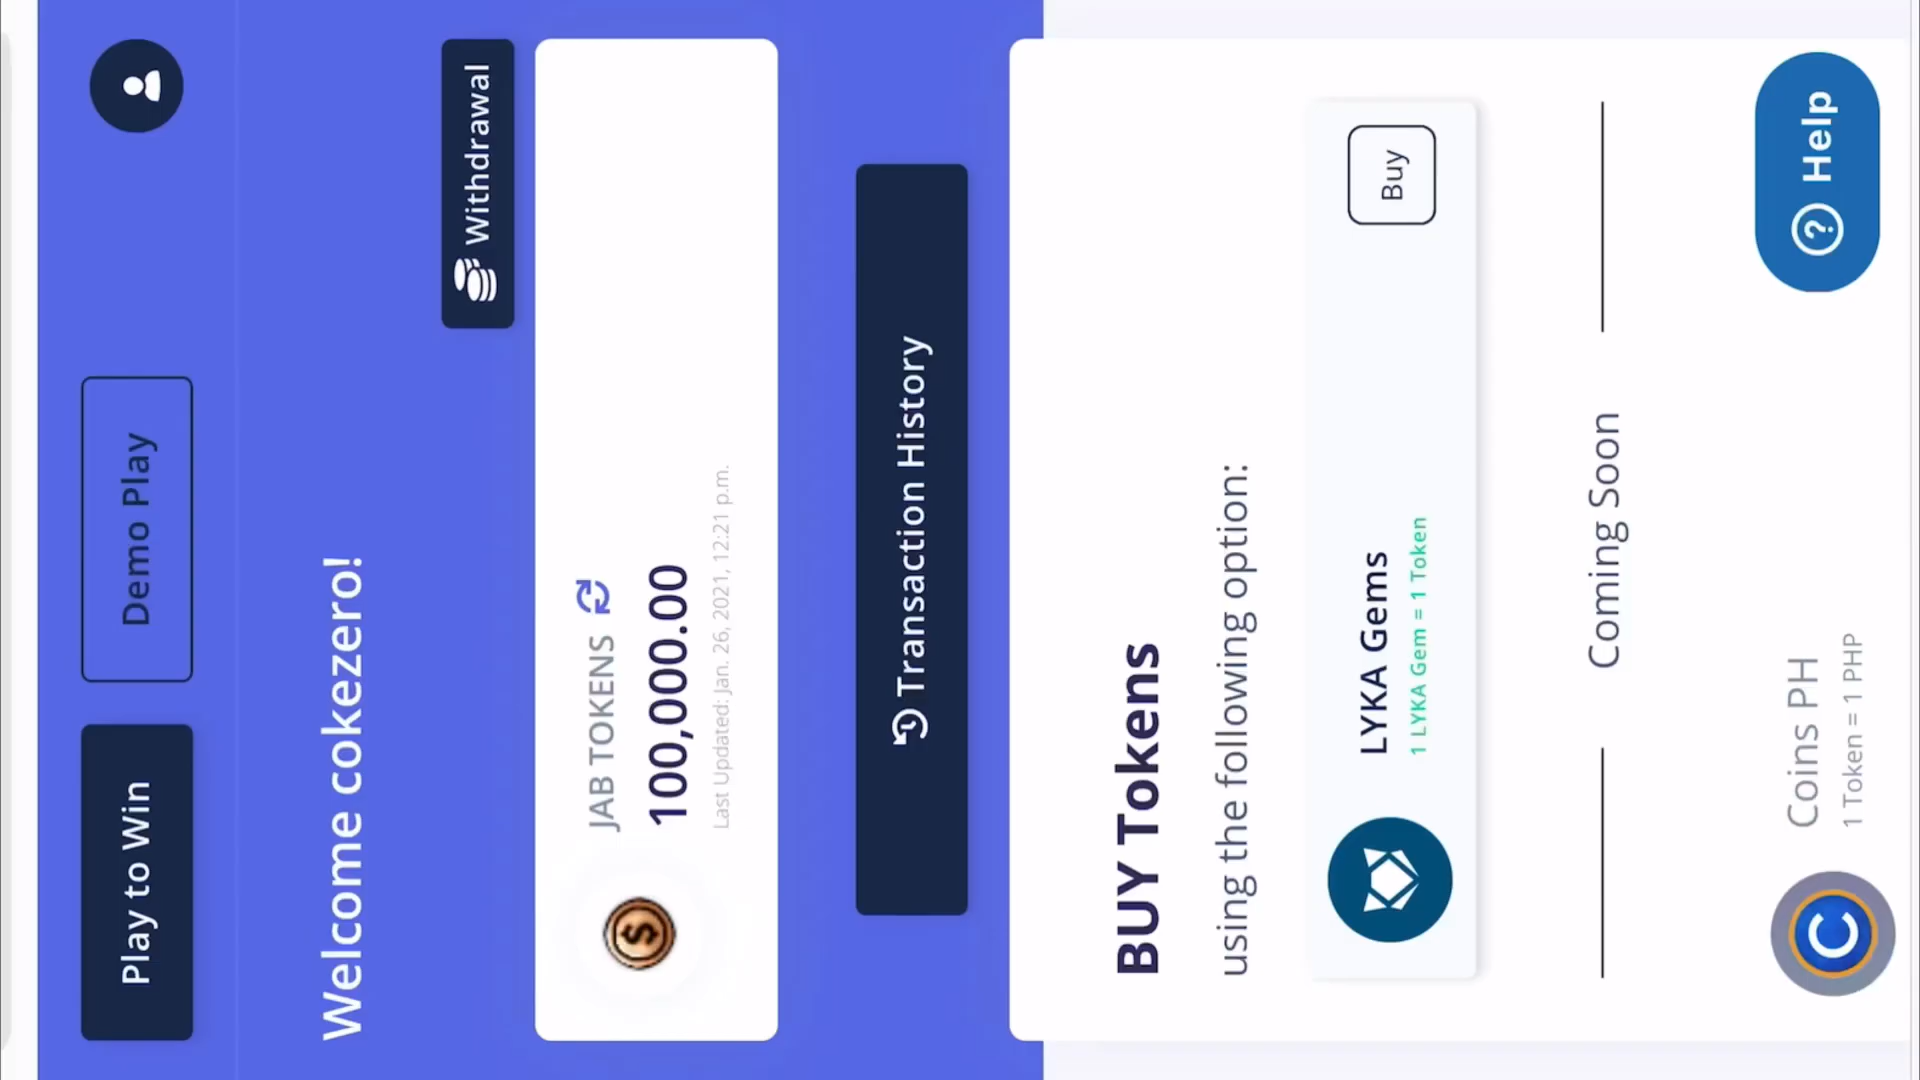 Play to Win
Demo Play
Welcome cokezero!
Withdrawal
JAB TOKENS
100,000.00
Last Updated: Jan. 26, 2021, 12:21 p.m.
Transaction History
BUY Tokens
using the following option:
LYKA Gems
1 LYKA Gem = 1 Token
Buy
Coming Soon
Coins PH
1 Token = 1 PHP
Help